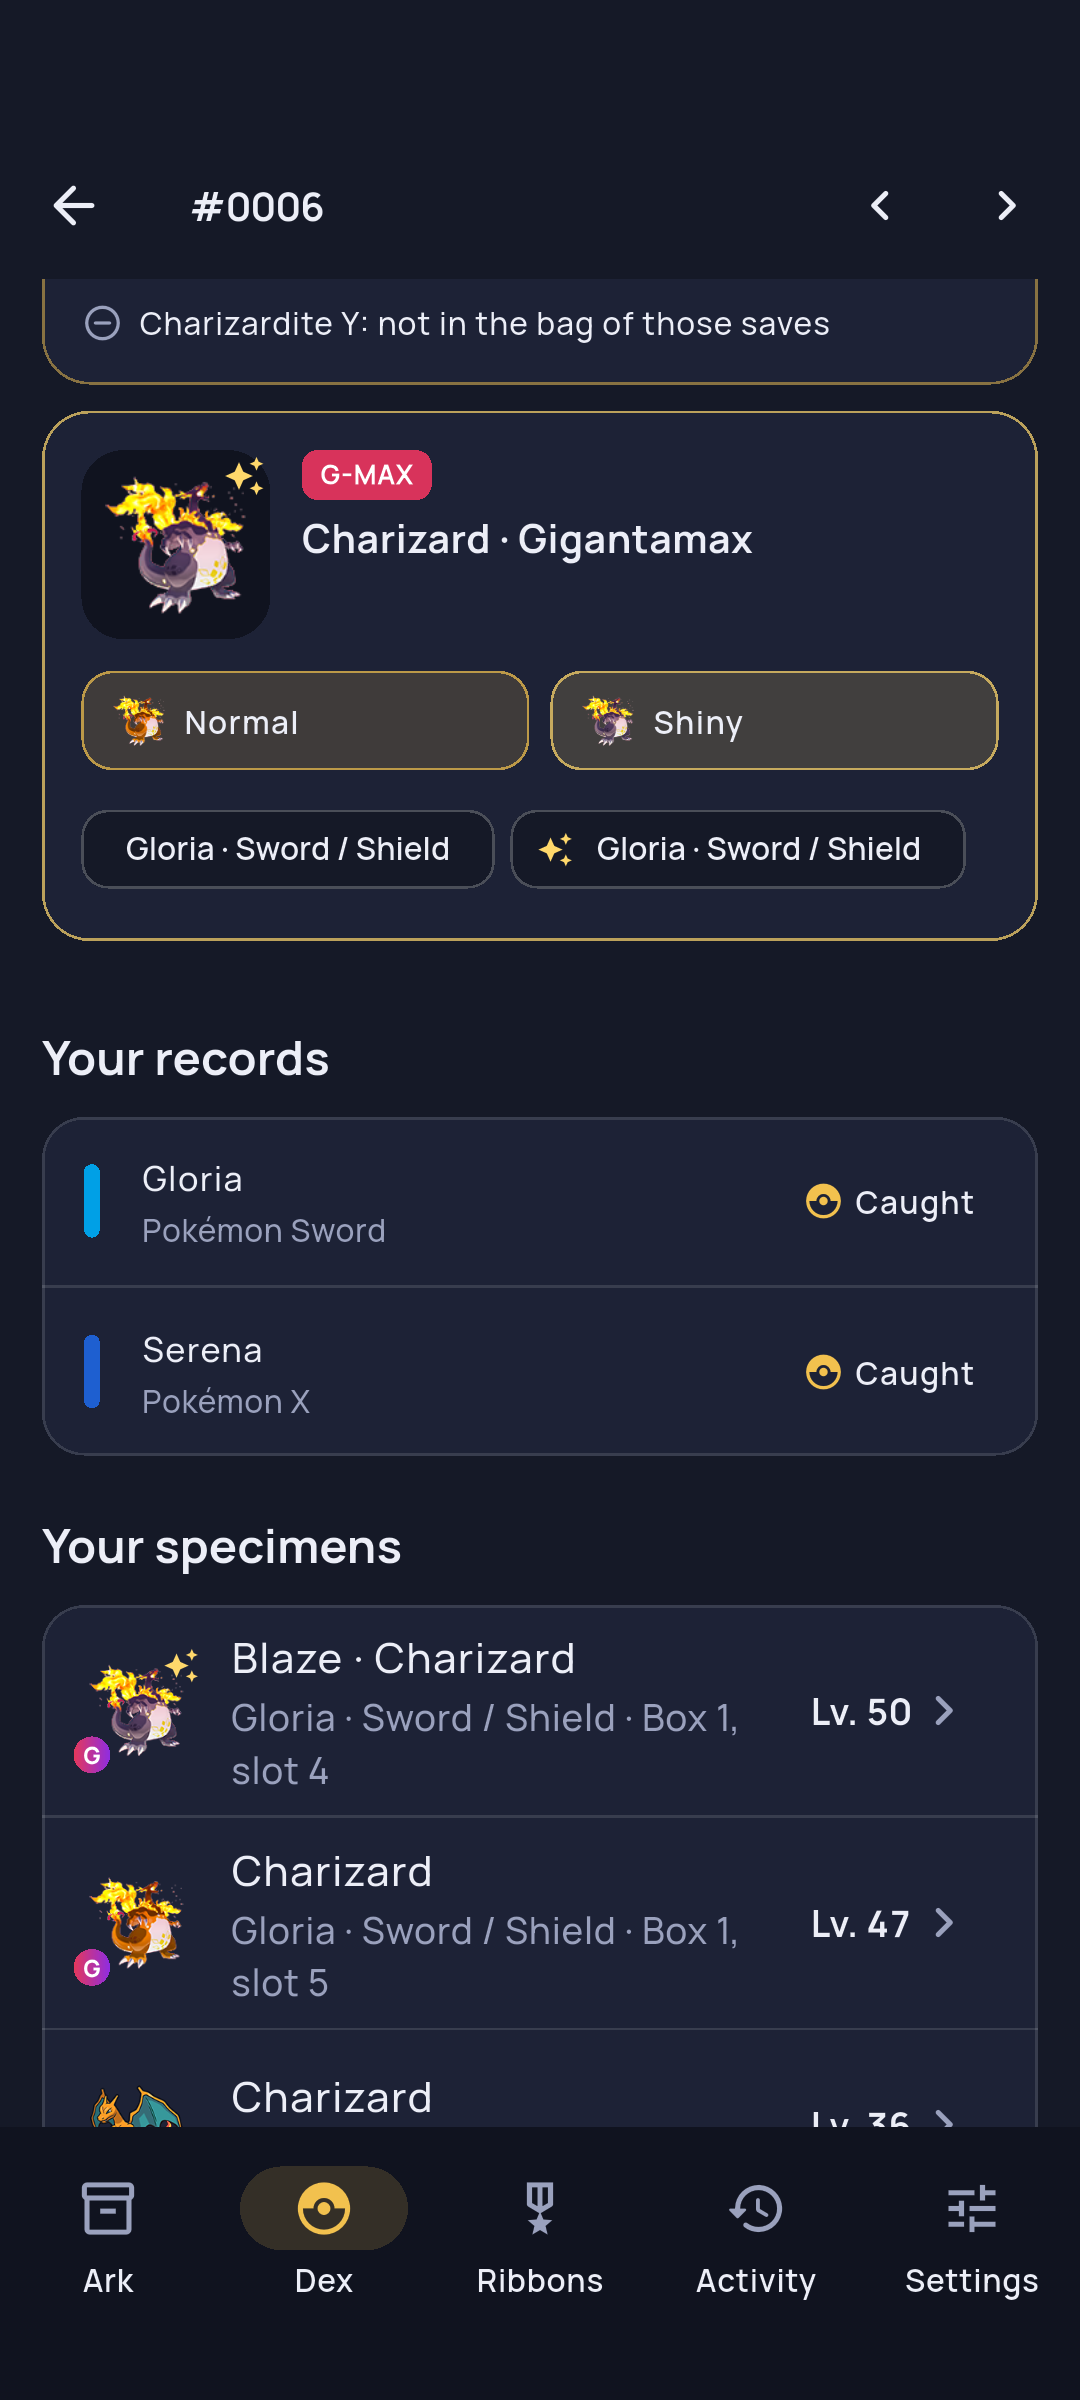 #0006
Charizardite Y: not in the bag of those saves
G-MAX
Charizard · Gigantamax
Normal
Shiny
Gloria · Sword / Shield
Gloria · Sword / Shield
Your records
Gloria
Pokémon Sword
Caught
Serena
Pokémon X
Caught
Your specimens
Blaze · Charizard
Gloria · Sword / Shield · Box 1,
slot 4
Lv. 50
G
Charizard
Gloria · Sword / Shield · Box 1,
slot 5
Lv. 47
G
Charizard
Lv. 36
Ark
Dex
Ribbons
Activity
Settings